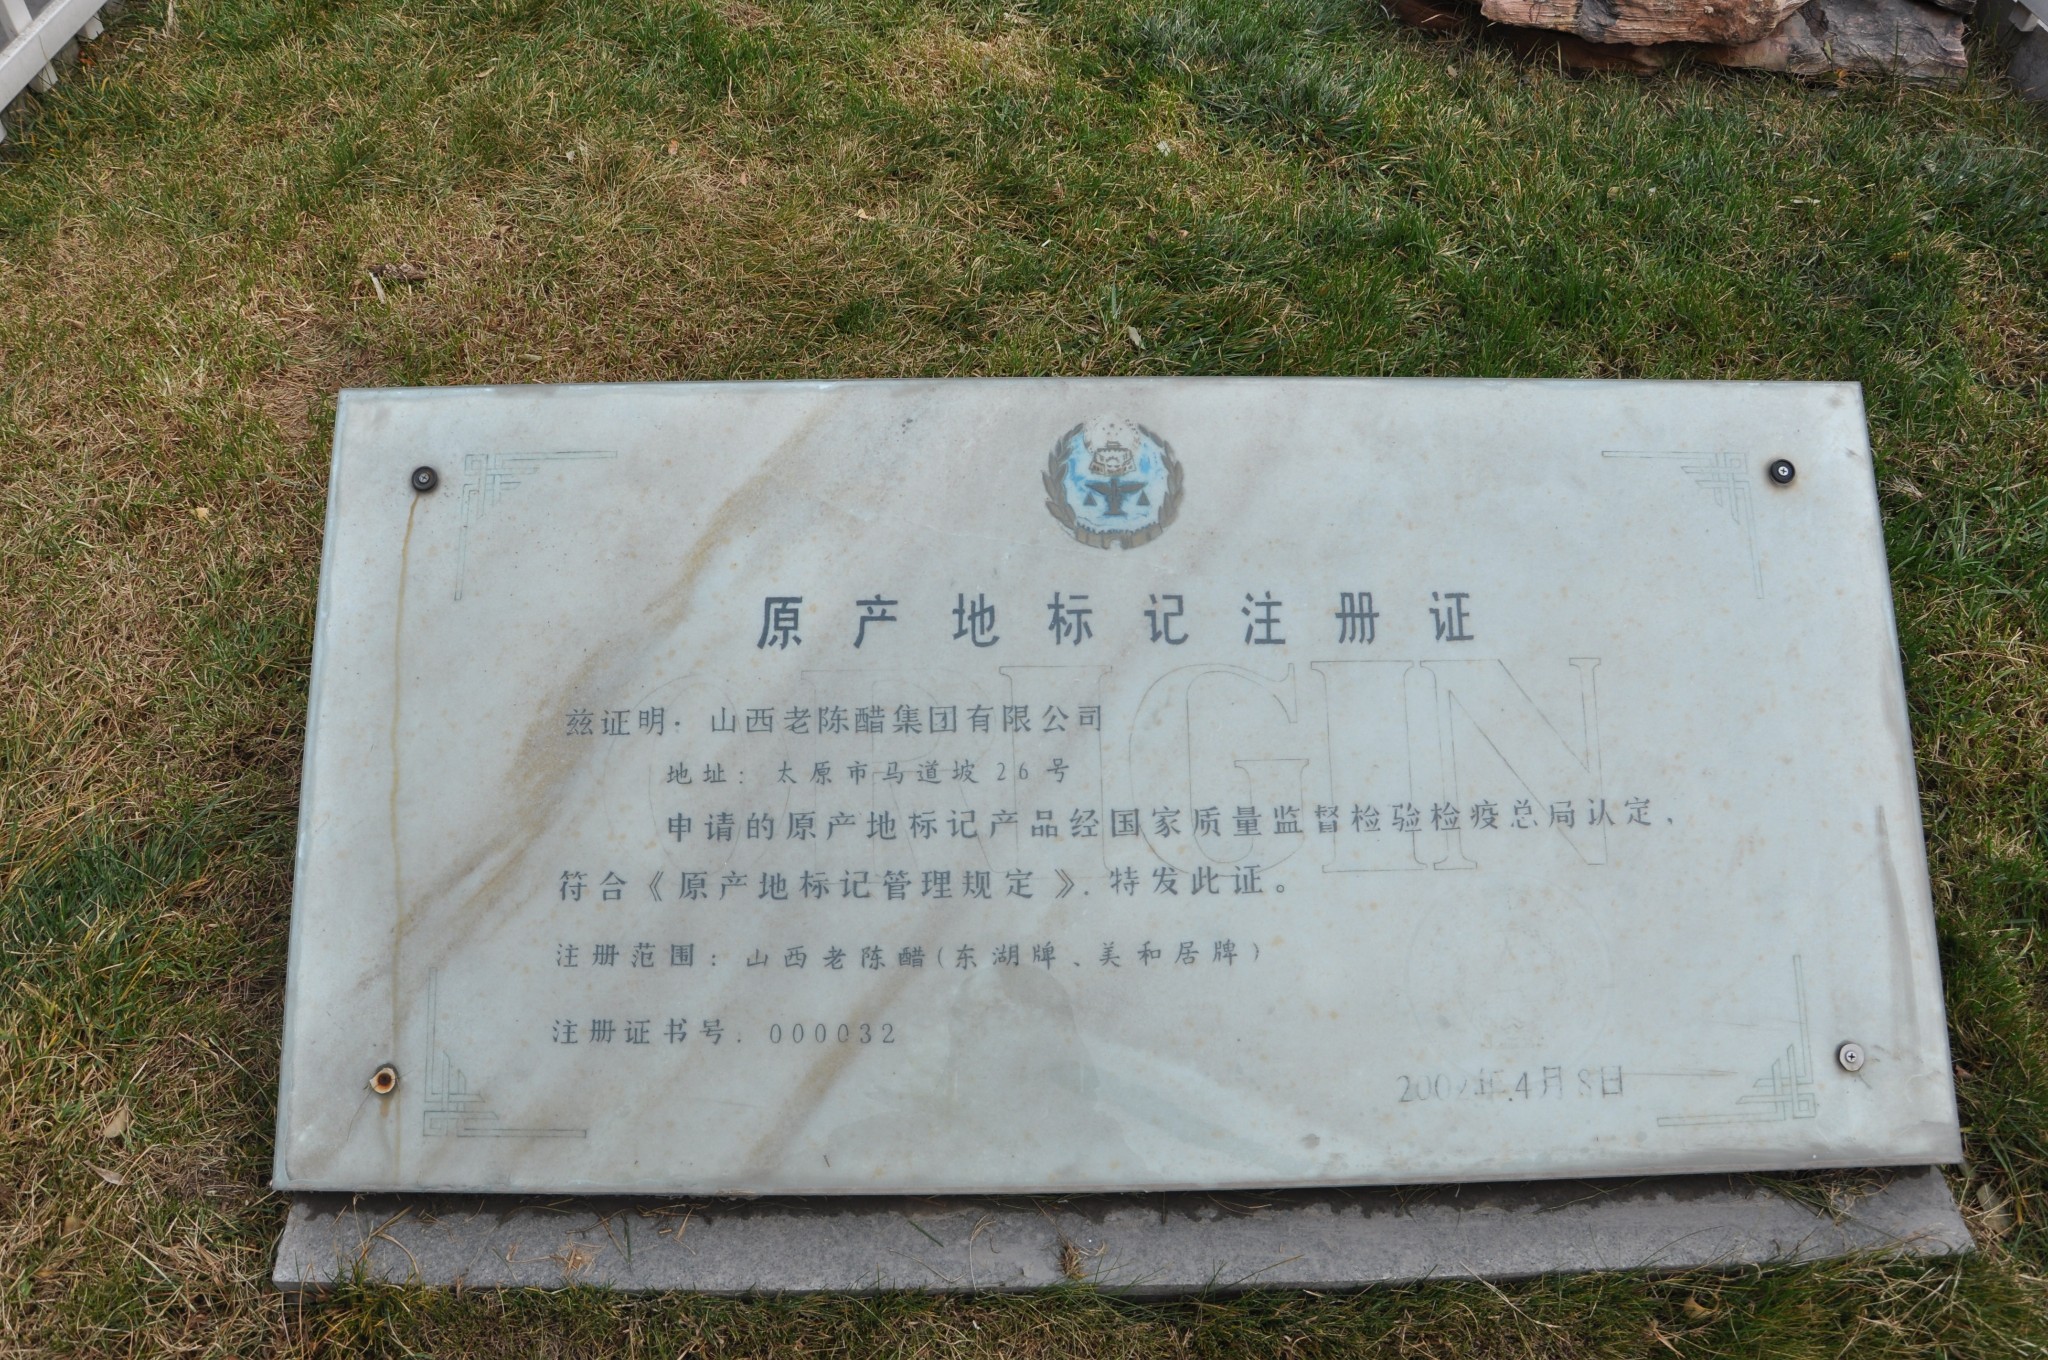 原产地标记注册证
ORIGIN
兹证明：山西老陈醋集团有限公司
地址：太原市马道坡26号
申请的原产地标记产品经国家质量监督检验检疫总局认定，
符合《原产地标记管理规定》，特发此证。
注册范围：山西老陈醋(东湖牌、美和居牌)
注册证书号：000032
年4月8日